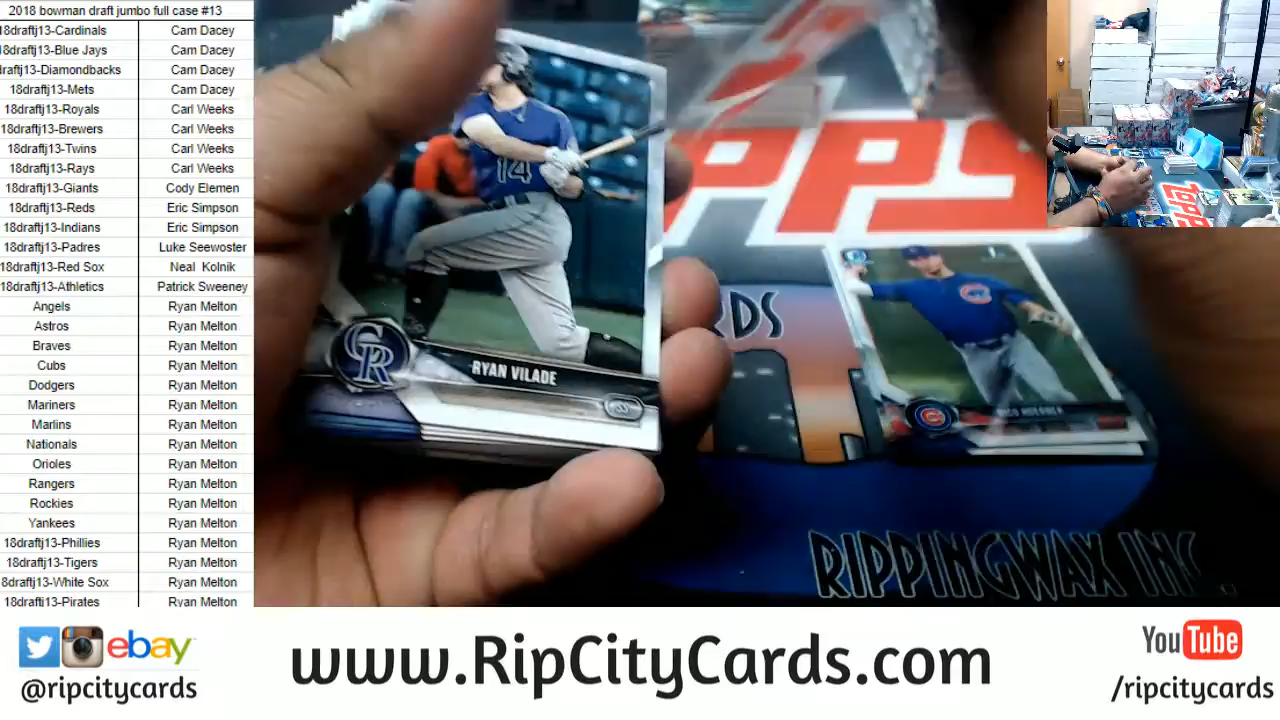 2018 bowman draft jumbo full case #13
18draftj13-Cardinals Cam Dacey
18draftj13-Blue Jays Cam Dacey
draftj13-Diamondbacks Cam Dacey
18draftj13-Mets Cam Dacey
18draftj13-Royals Carl Weeks
18draftj13-Brewers Carl Weeks
18draftj13-Twins Carl Weeks
18draftj13-Rays Carl Weeks
18draftj13-Giants Cody Elemen
18draftj13-Reds Eric Simpson
18draftj13-Indians Eric Simpson
18draftj13-Padres Luke Seewoster
18draftj13-Red Sox Neal Kolnik
18draftj13-Athletics Patrick Sweeney
Angels Ryan Melton
Astros Ryan Melton
Braves Ryan Melton
Cubs Ryan Melton
Dodgers Ryan Melton
Mariners Ryan Melton
Marlins Ryan Melton
Nationals Ryan Melton
Orioles Ryan Melton
Rangers Ryan Melton
Rockies Ryan Melton
Yankees Ryan Melton
18draftj13-Phillies Ryan Melton
18draftj13-Tigers Ryan Melton
8draftj13-White Sox Ryan Melton
18draftj13-Pirates Ryan Melton
14
CR
RYAN VILADE
PPS
RDS
C
RIPPINGWAX INC
TOPPS
ebay
@ripcitycards
www.RipCityCards.com
YouTube
/ripcitycards